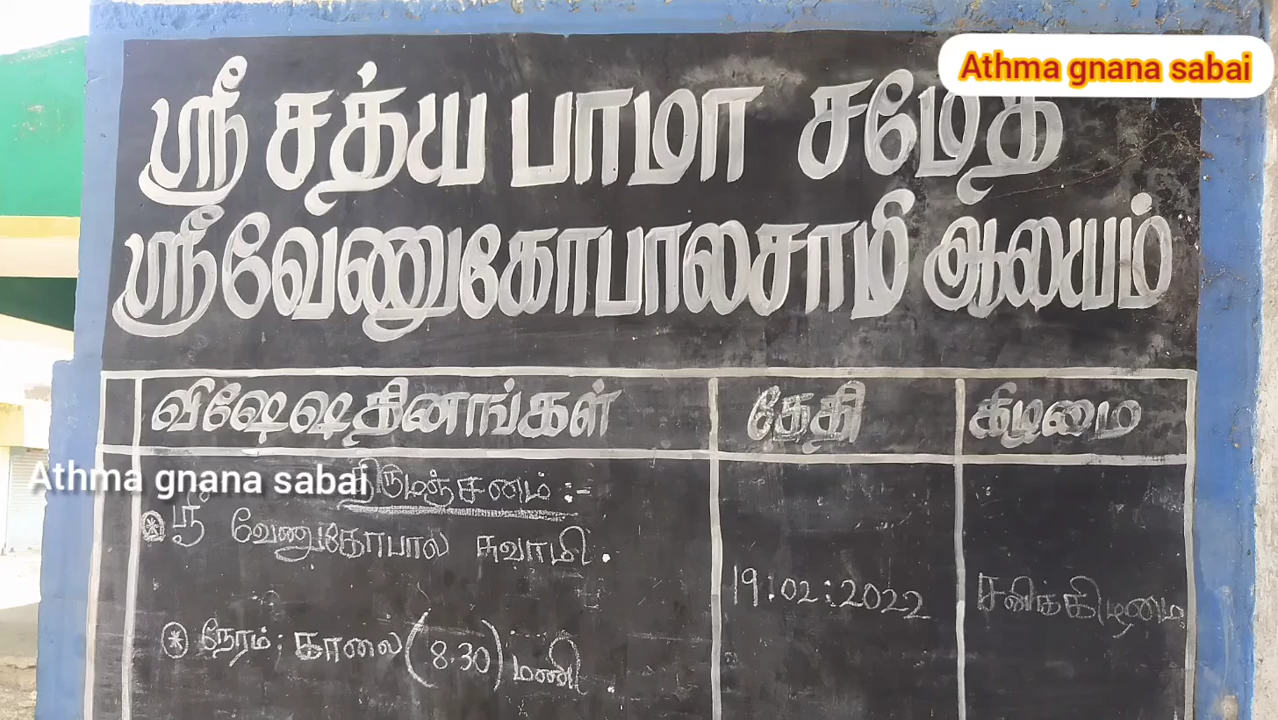 Athma gnana sabai
ஸ்ரீ சத்ய பாமா சமேத
ஸ்ரீவேணுகோபாலசாமி ஆலயம்
விஷேஷதினங்கள் தேதி கிழமை
Athma gnana sabai திருமஞ்சனம் :-
ஸ்ரீ வேணுகோபால சுவாமி.
19:02:2022 சனிக்கிழமை
நேரம்: காலை (8.30) மணி.